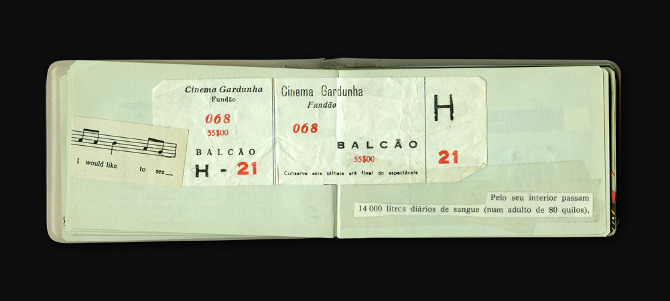 Cinema Gardunha
Fundão
068
55$00
BALCÃO
H - 21
I would like to see
Cinema Gardunha
Fundão
068
BALCÃO
55$00
Conserve este bilhete até final do espectáculo
H
21
Pelo seu interior passam
14 000 litros diários de sangue (num adulto de 80 quilos).